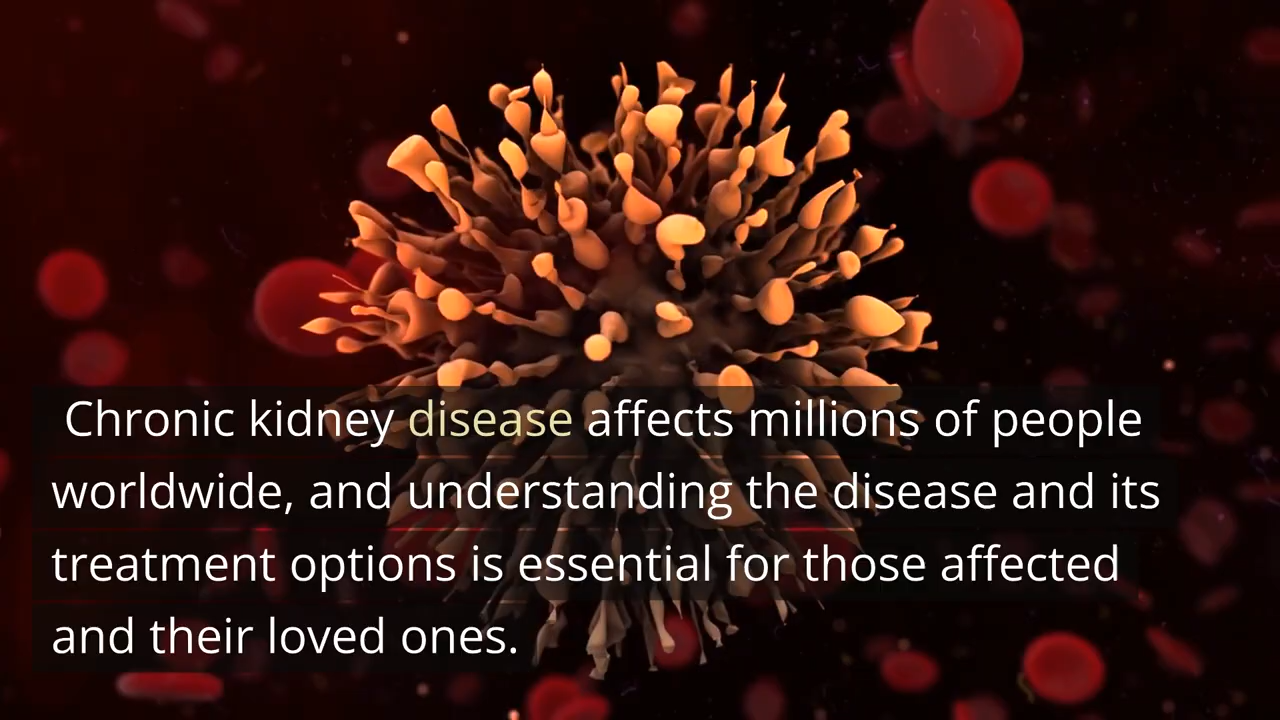 Chronic kidney disease affects millions of people
worldwide, and understanding the disease and its
treatment options is essential for those affected
and their loved ones.